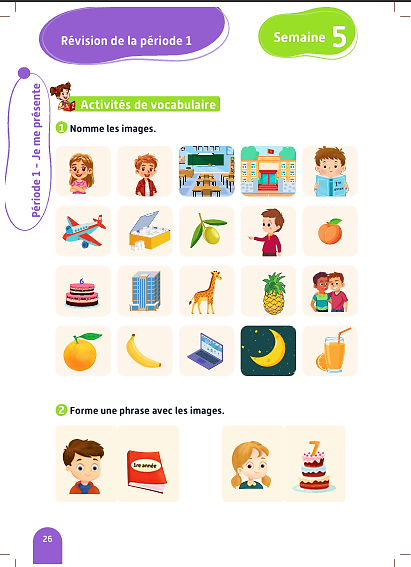 Révision de la période 1
Semaine 5
Période 1 - Je me présente
Activités de vocabulaire
1 Nomme les images.
6
2 Forme une phrase avec les images.
1re année
7
26